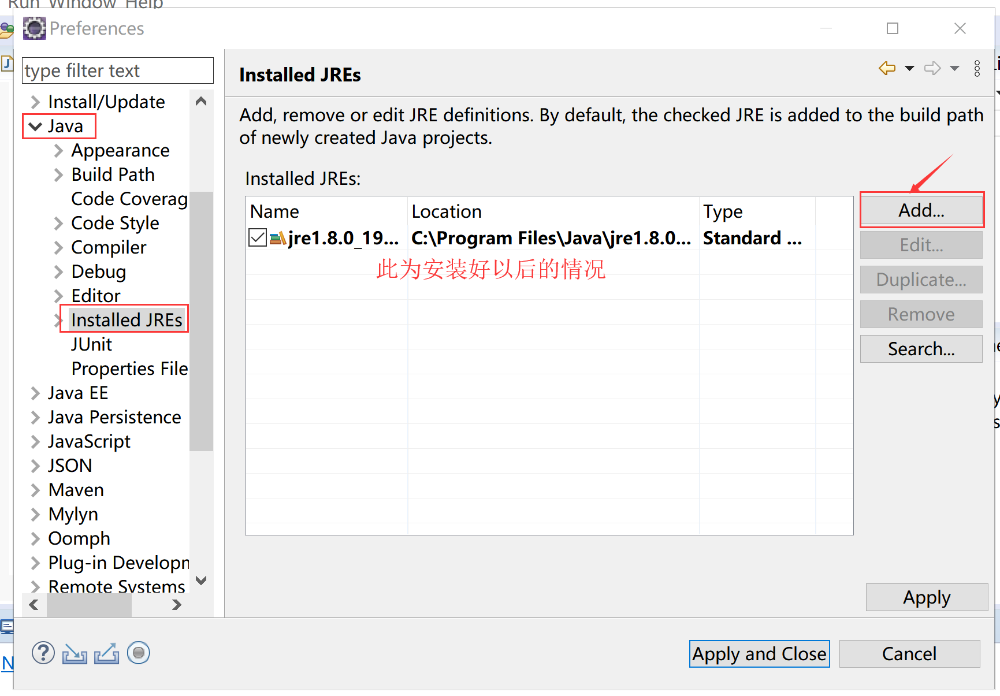 Run Window Help
Preferences
type filter text
Install/Update
Java
Appearance
Build Path
Code Coverag
Code Style
Compiler
Debug
Editor
Installed JREs
JUnit
Properties File
Java EE
Java Persistence
JavaScript
JSON
Maven
Mylyn
Oomph
Plug-in Developm
Remote Systems
Installed JREs
Add, remove or edit JRE definitions. By default, the checked JRE is added to the build path
of newly created Java projects.
Installed JREs:
Name Location Type
jre1.8.0_19... C:\Program Files\Java\jre1.8.0... Standard ...
此为安装好以后的情况
Add...
Edit...
Duplicate...
Remove
Search...
Apply
Apply and Close Cancel